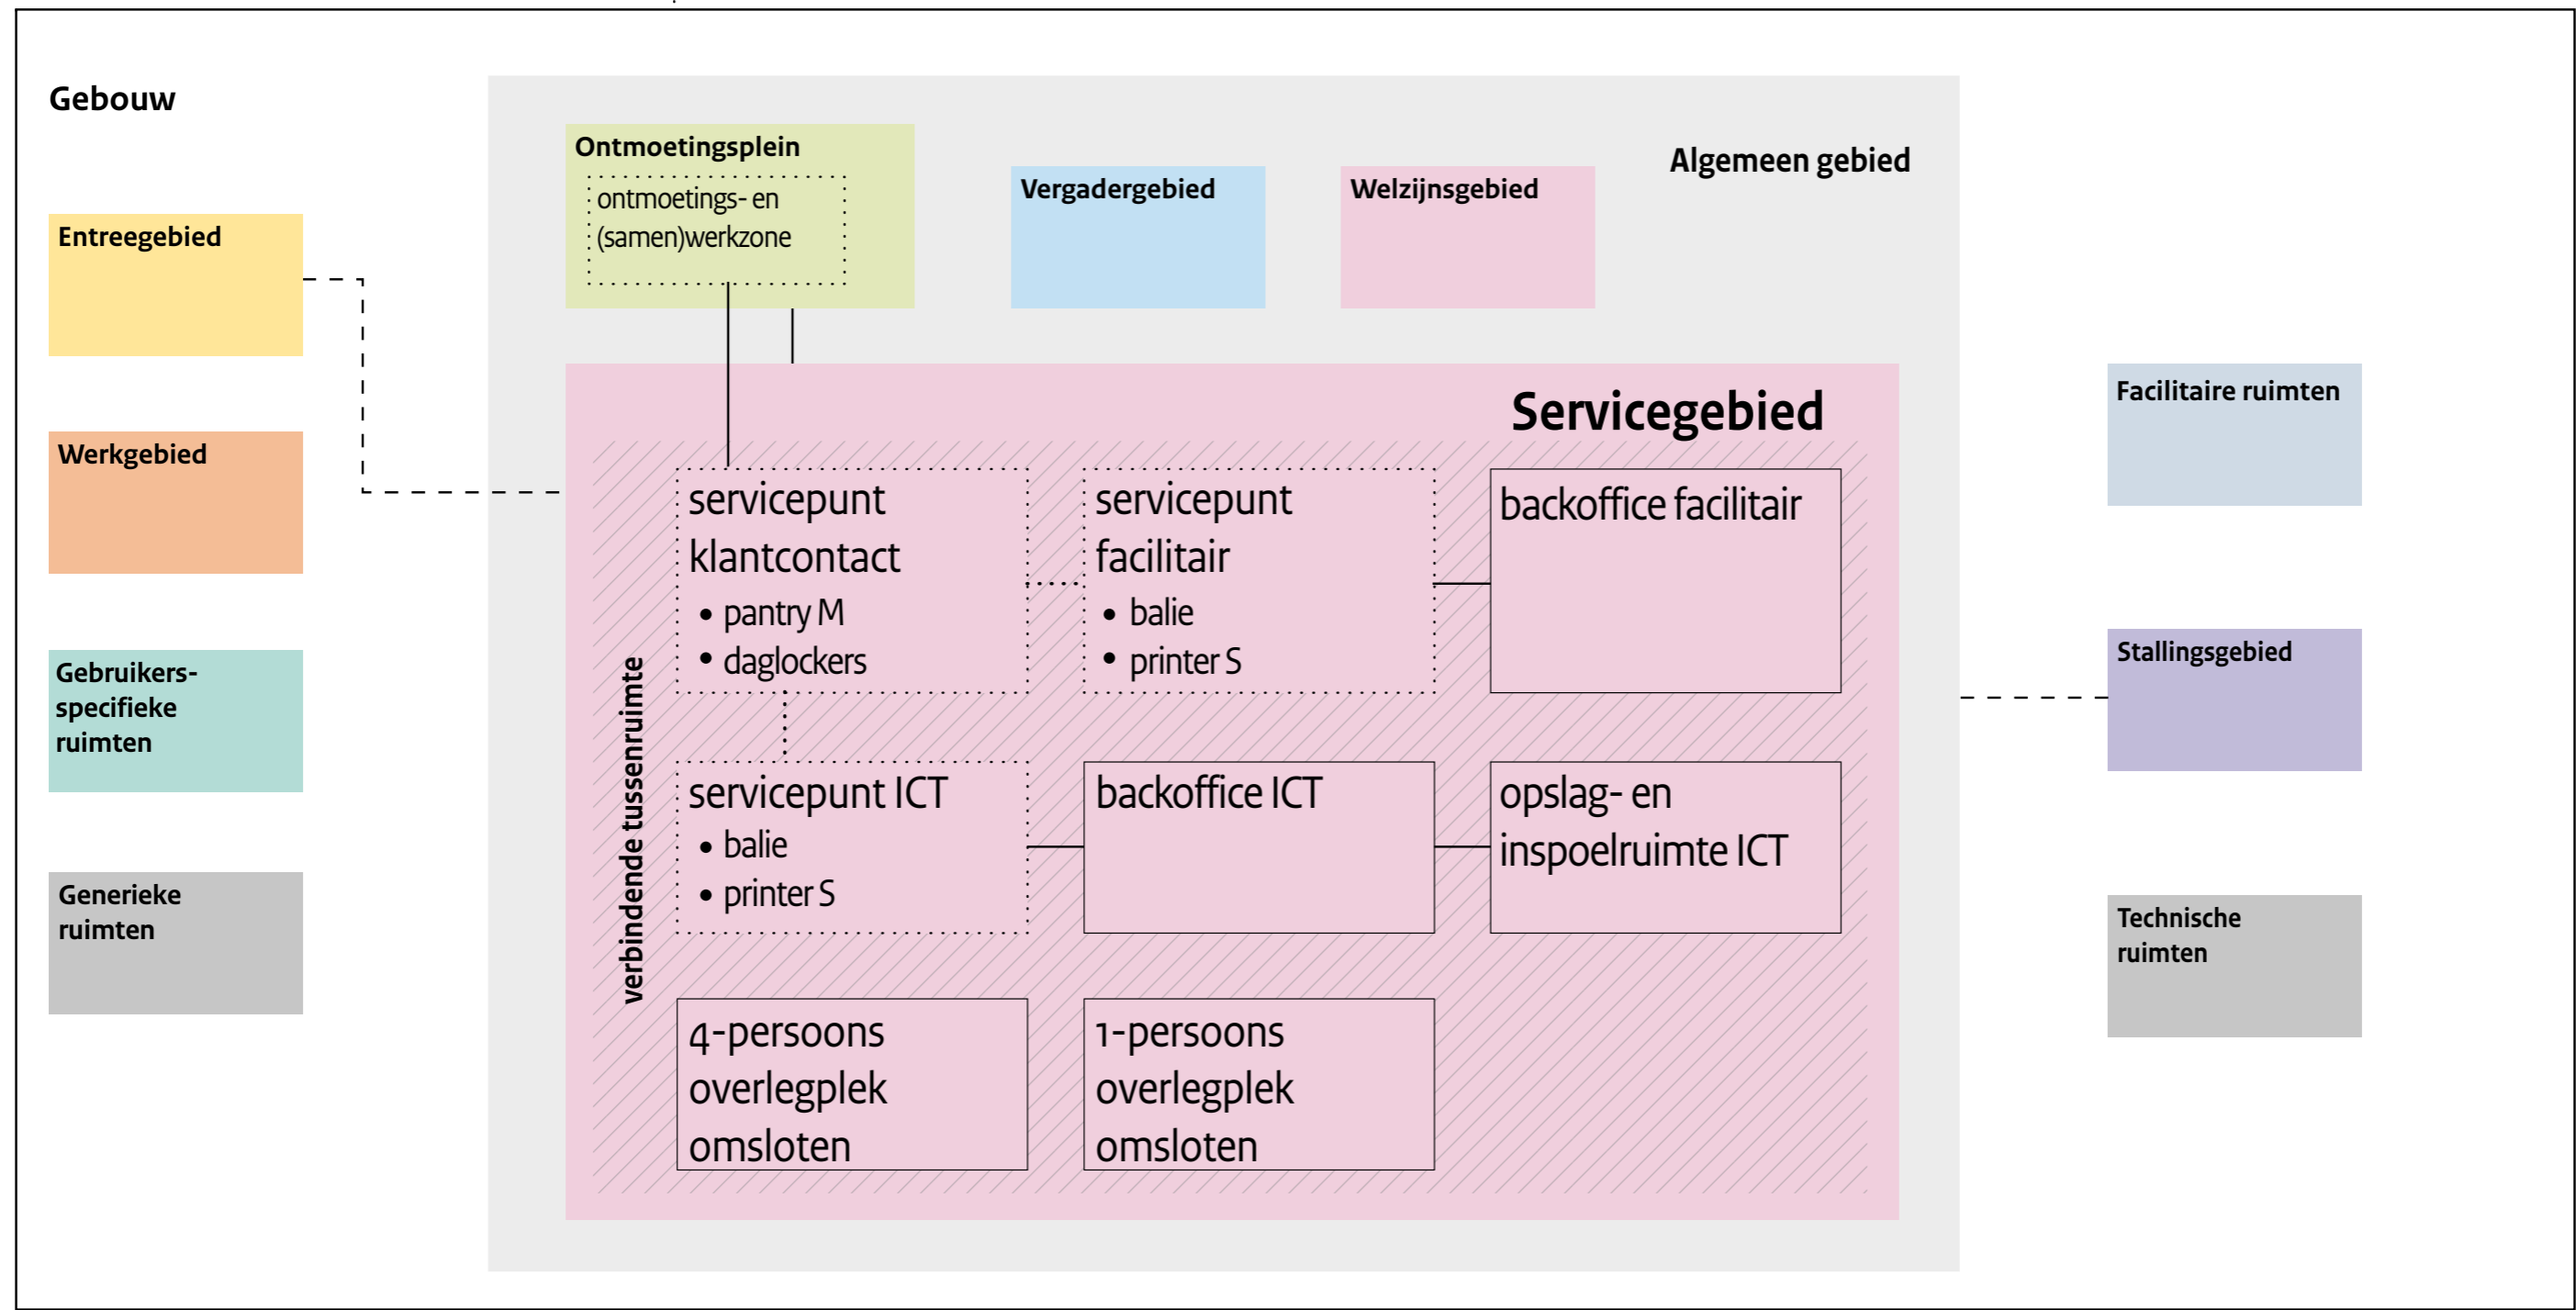 Gebouw
Entreegebied
Werkgebied
Gebruikers-
specifieke
ruimten
Generieke
ruimten
Algemeen gebied
Ontmoetingsplein
ontmoetings- en
(samen)werkzone
Vergadergebied
Welzijnsgebied
Servicegebied
verbindende tussenruimte
servicepunt
klantcontact
• pantry M
• daglockers
servicepunt
facilitair
• balie
• printer S
backoffice facilitair
servicepunt ICT
• balie
• printer S
backoffice ICT
opslag- en
inspoelruimte ICT
4-persoons
overlegplek
omsloten
1-persoons
overlegplek
omsloten
Facilitaire ruimten
Stallingsgebied
Technische
ruimten